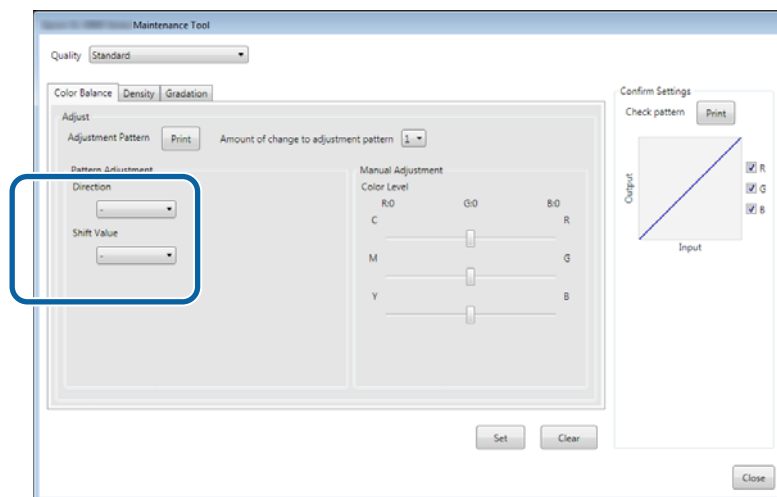 Maintenance Tool
Quality Standard
Color Balance Density Gradation
Adjust
Adjustment Pattern Print Amount of change to adjustment pattern 1
Pattern Adjustment
Direction
-
Shift Value
-
Manual Adjustment
Color Level
R:0 G:0 B:0
C R
M G
Y B
Set Clear
Confirm Settings
Check pattern Print
Output
Input
R
G
B
Close